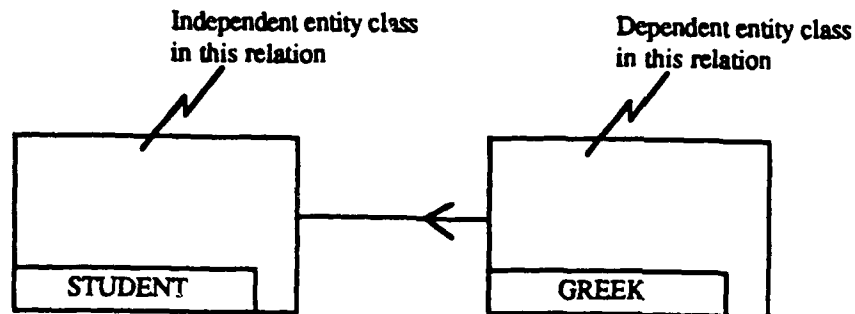 Independent entity class
in this relation
Dependent entity class
in this relation
STUDENT
GREEK